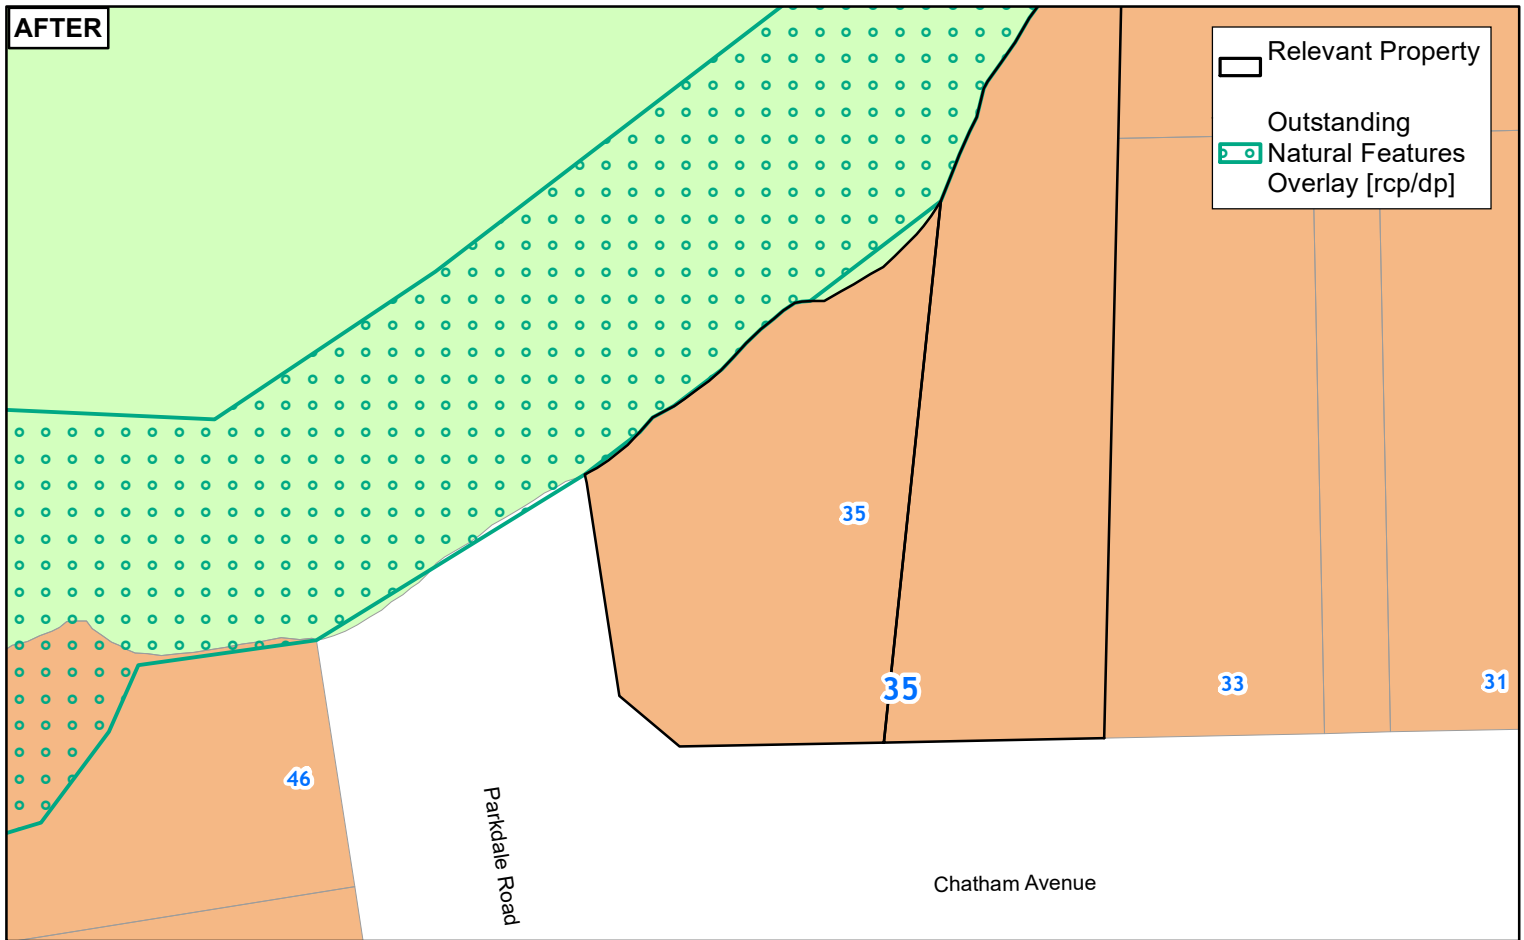 AFTER
Relevant Property
Outstanding
Natural Features
Overlay [rcp/dp]
35
35
33
31
46
Parkdale Road
Chatham Avenue